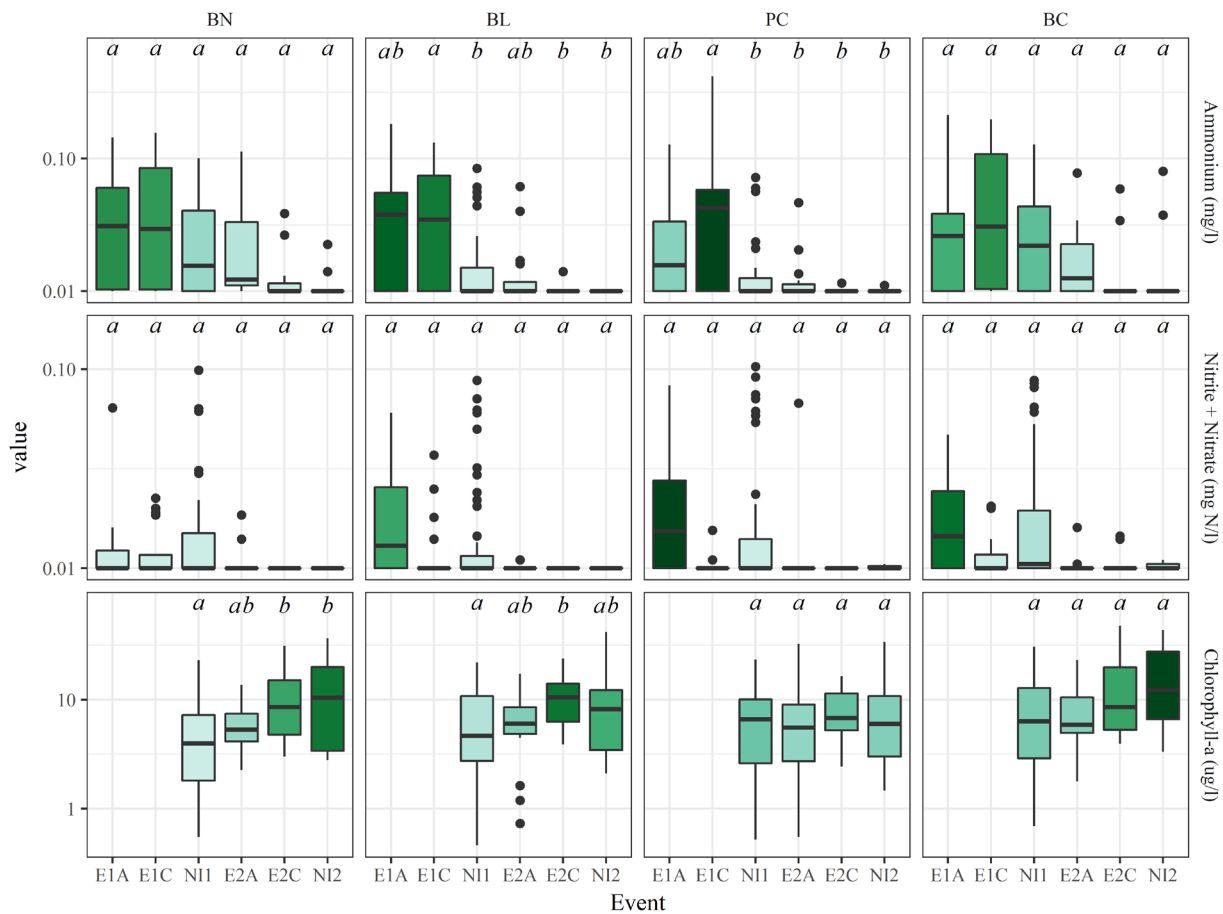 BN BL PC BC
a a a a a a ab a b ab b b ab a b b b b a a a a a a
0.10
0.01
Ammonium (mg/l)
a a a a a a a a a a a a a a a a a a a a a a a a
0.10
0.01
Nitrite + Nitrate (mg N/l)
value
a ab b b a ab b ab a a a a a a a a
10
1
Chlorophyll-a (ug/l)
E1A E1C NI1 E2A E2C NI2 E1A E1C NI1 E2A E2C NI2 E1A E1C NI1 E2A E2C NI2 E1A E1C NI1 E2A E2C NI2
Event